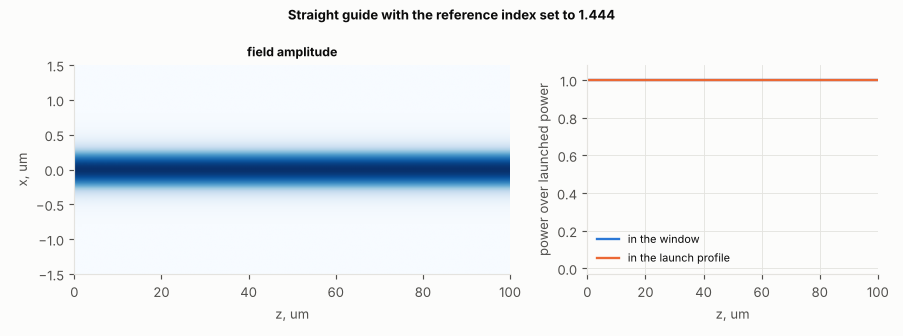 Straight guide with the reference index set to 1.444
field amplitude
1.5
1.0
0.5
0.0
−0.5
−1.0
−1.5
x, um
0 20 40 60 80 100
z, um
power over launched power
1.0
0.8
0.6
0.4
0.2
0.0
in the window
in the launch profile
0 20 40 60 80 100
z, um